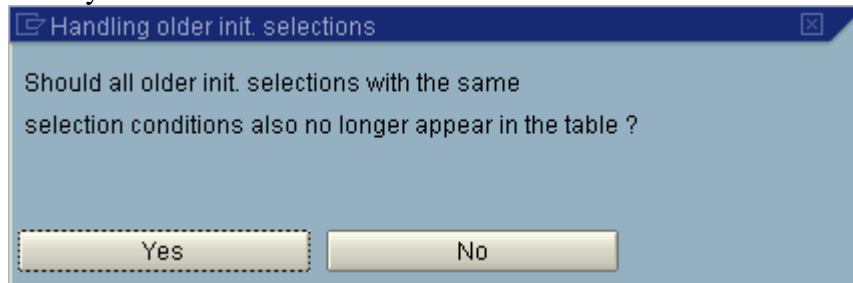 Handling older init. selections
Should all older init. selections with the same
selection conditions also no longer appear in the table ?
Yes
No